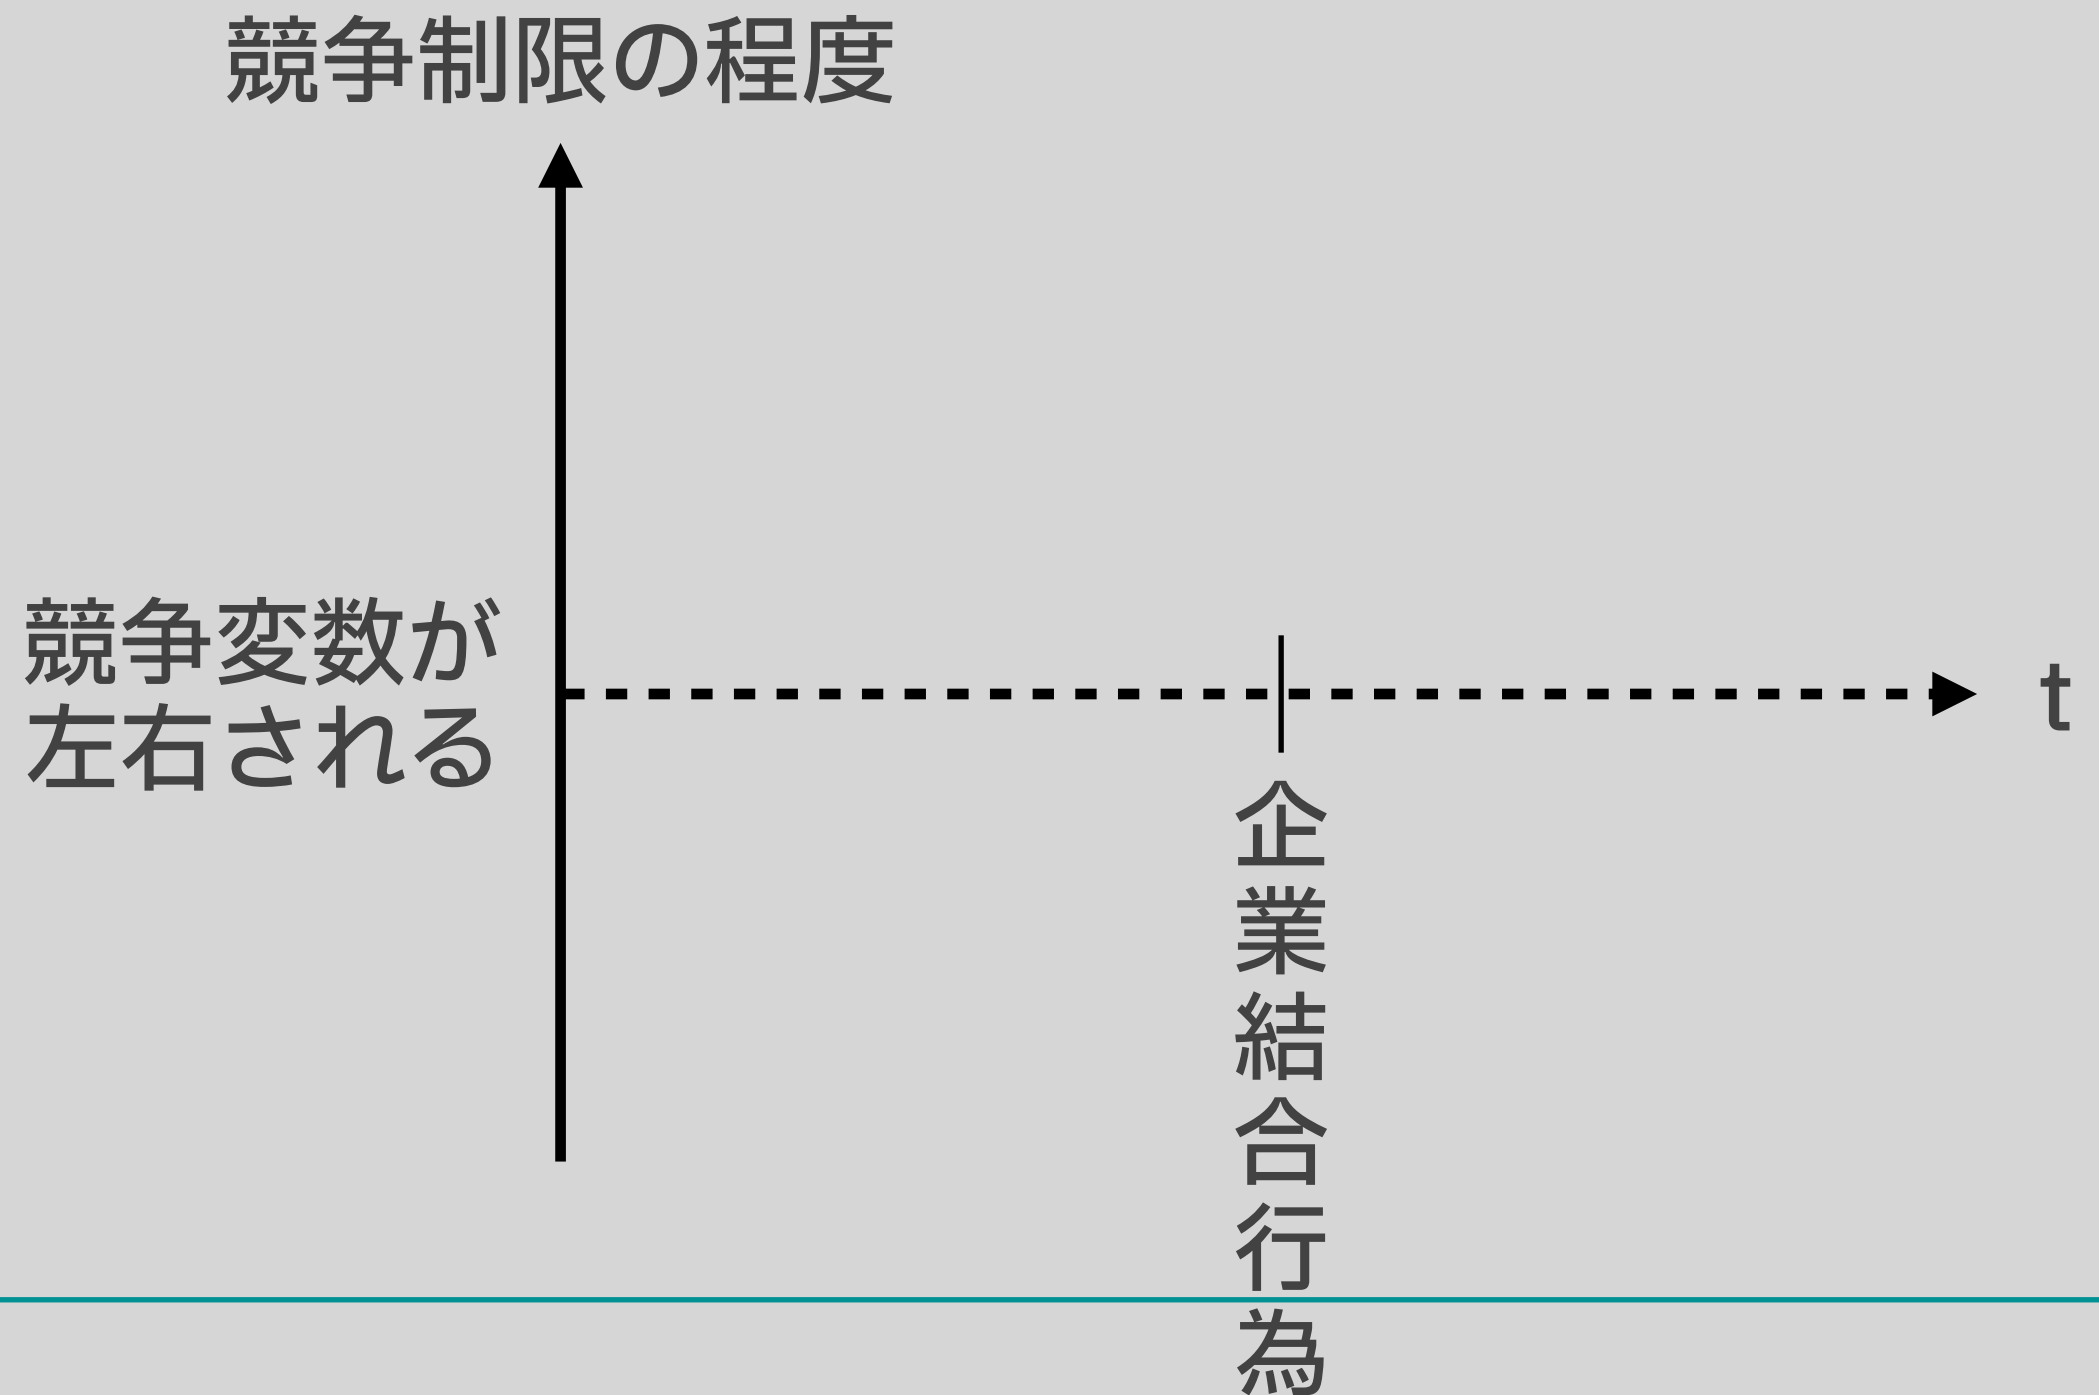 競争制限の程度
競争変数が
左右される
t
企業結合行為